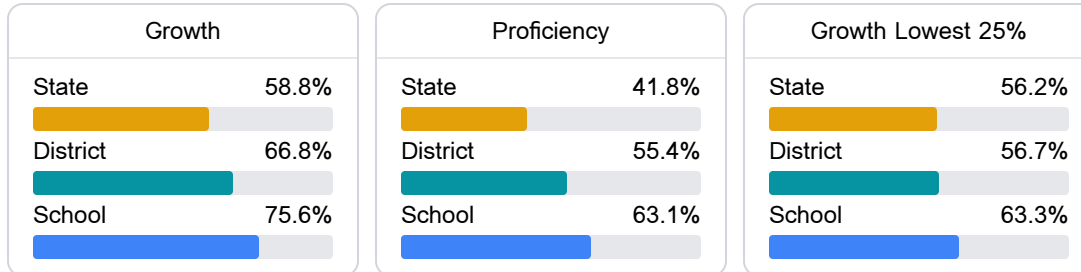 Growth
State 58.8%
District 66.8%
School 75.6%
Proficiency
State 41.8%
District 55.4%
School 63.1%
Growth Lowest 25%
State 56.2%
District 56.7%
School 63.3%